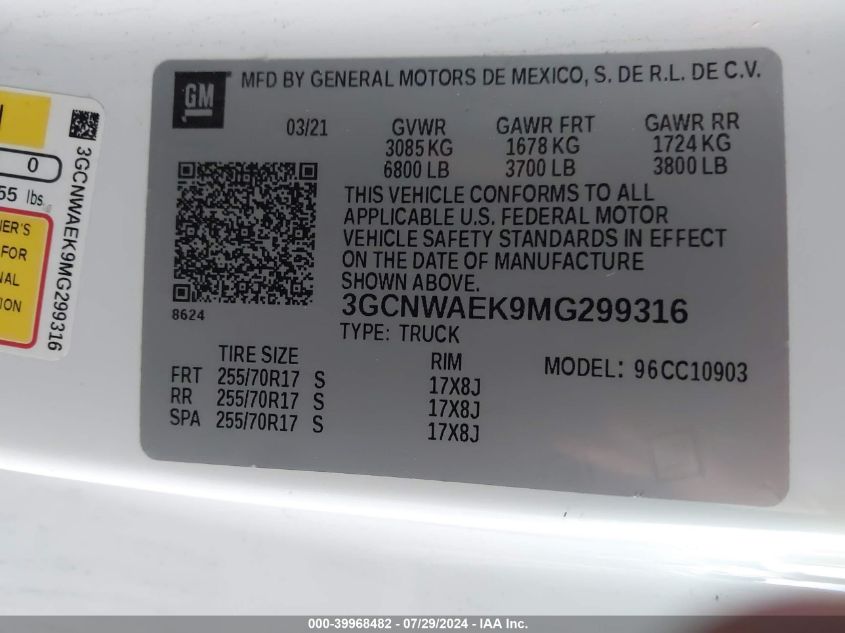 GM
MFD BY GENERAL MOTORS DE MEXICO, S. DE R.L. DE C.V.
03/21 GVWR GAWR FRT GAWR RR
3085 KG 1678 KG 1724 KG
6800 LB 3700 LB 3800 LB
THIS VEHICLE CONFORMS TO ALL
APPLICABLE U.S. FEDERAL MOTOR
VEHICLE SAFETY STANDARDS IN EFFECT
ON THE DATE OF MANUFACTURE
SHOWN ABOVE.
8624
3GCNWAEK9MG299316
TYPE: TRUCK
TIRE SIZE RIM MODEL: 96CC10903
FRT 255/70R17 S 17X8J
RR 255/70R17 S 17X8J
SPA 255/70R17 S 17X8J
0
55 lbs.
ER'S
FOR
NAL
TION
3GCNWAEK9MG299316
000-39968482 - 07/29/2024 - IAA Inc.